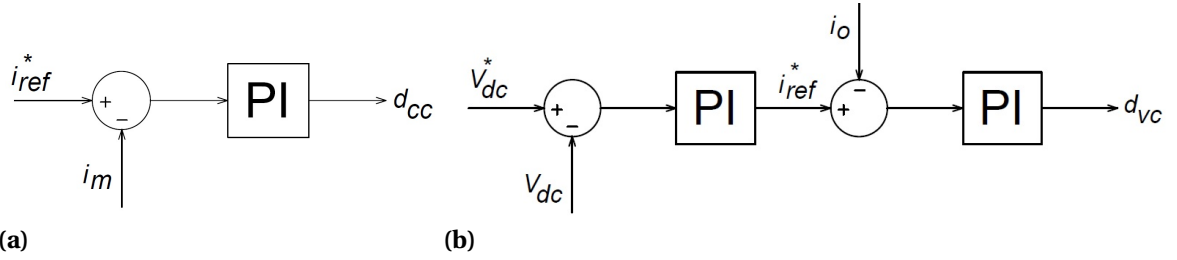 i*ref
+
−
PI
dcc
im
(a)
V*dc
+
−
Vdc
PI
i*ref
io
−
+
PI
dvc
(b)